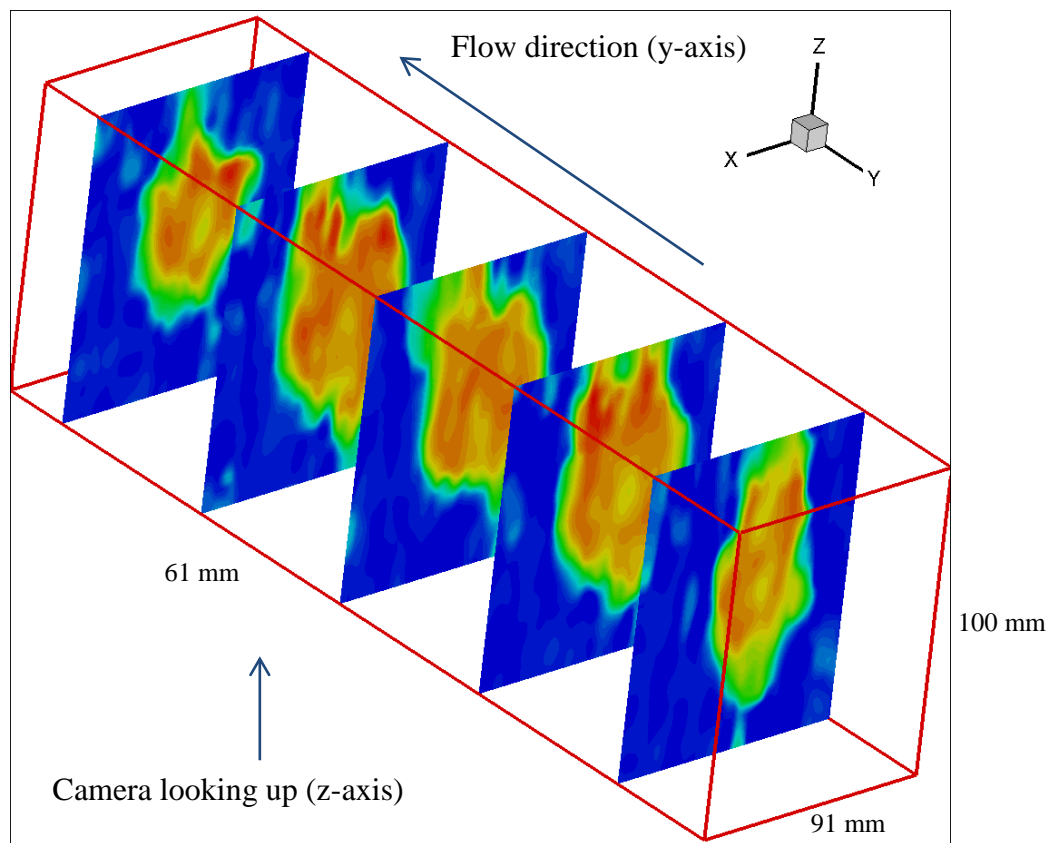 Flow direction (y-axis)
Z
X
Y
61 mm
100 mm
Camera looking up (z-axis)
91 mm